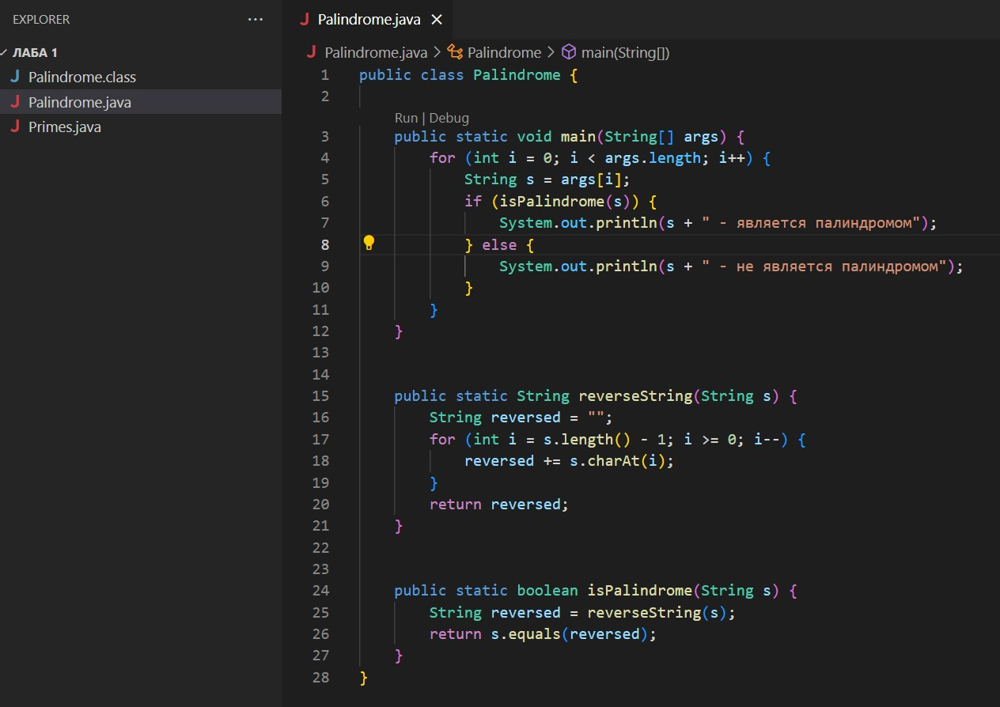 EXPLORER ...
ЛАБА 1
J Palindrome.class
J Palindrome.java
J Primes.java
J Palindrome.java ×
J Palindrome.java > Palindrome > main(String[])
1 public class Palindrome {
2
Run | Debug
3     public static void main(String[] args) {
4         for (int i = 0; i < args.length; i++) {
5             String s = args[i];
6             if (isPalindrome(s)) {
7                 System.out.println(s + " - является палиндромом");
8             } else {
9                 System.out.println(s + " - не является палиндромом");
10             }
11         }
12     }
13
14
15     public static String reverseString(String s) {
16         String reversed = "";
17         for (int i = s.length() - 1; i >= 0; i--) {
18             reversed += s.charAt(i);
19         }
20         return reversed;
21     }
22
23
24     public static boolean isPalindrome(String s) {
25         String reversed = reverseString(s);
26         return s.equals(reversed);
27     }
28 }